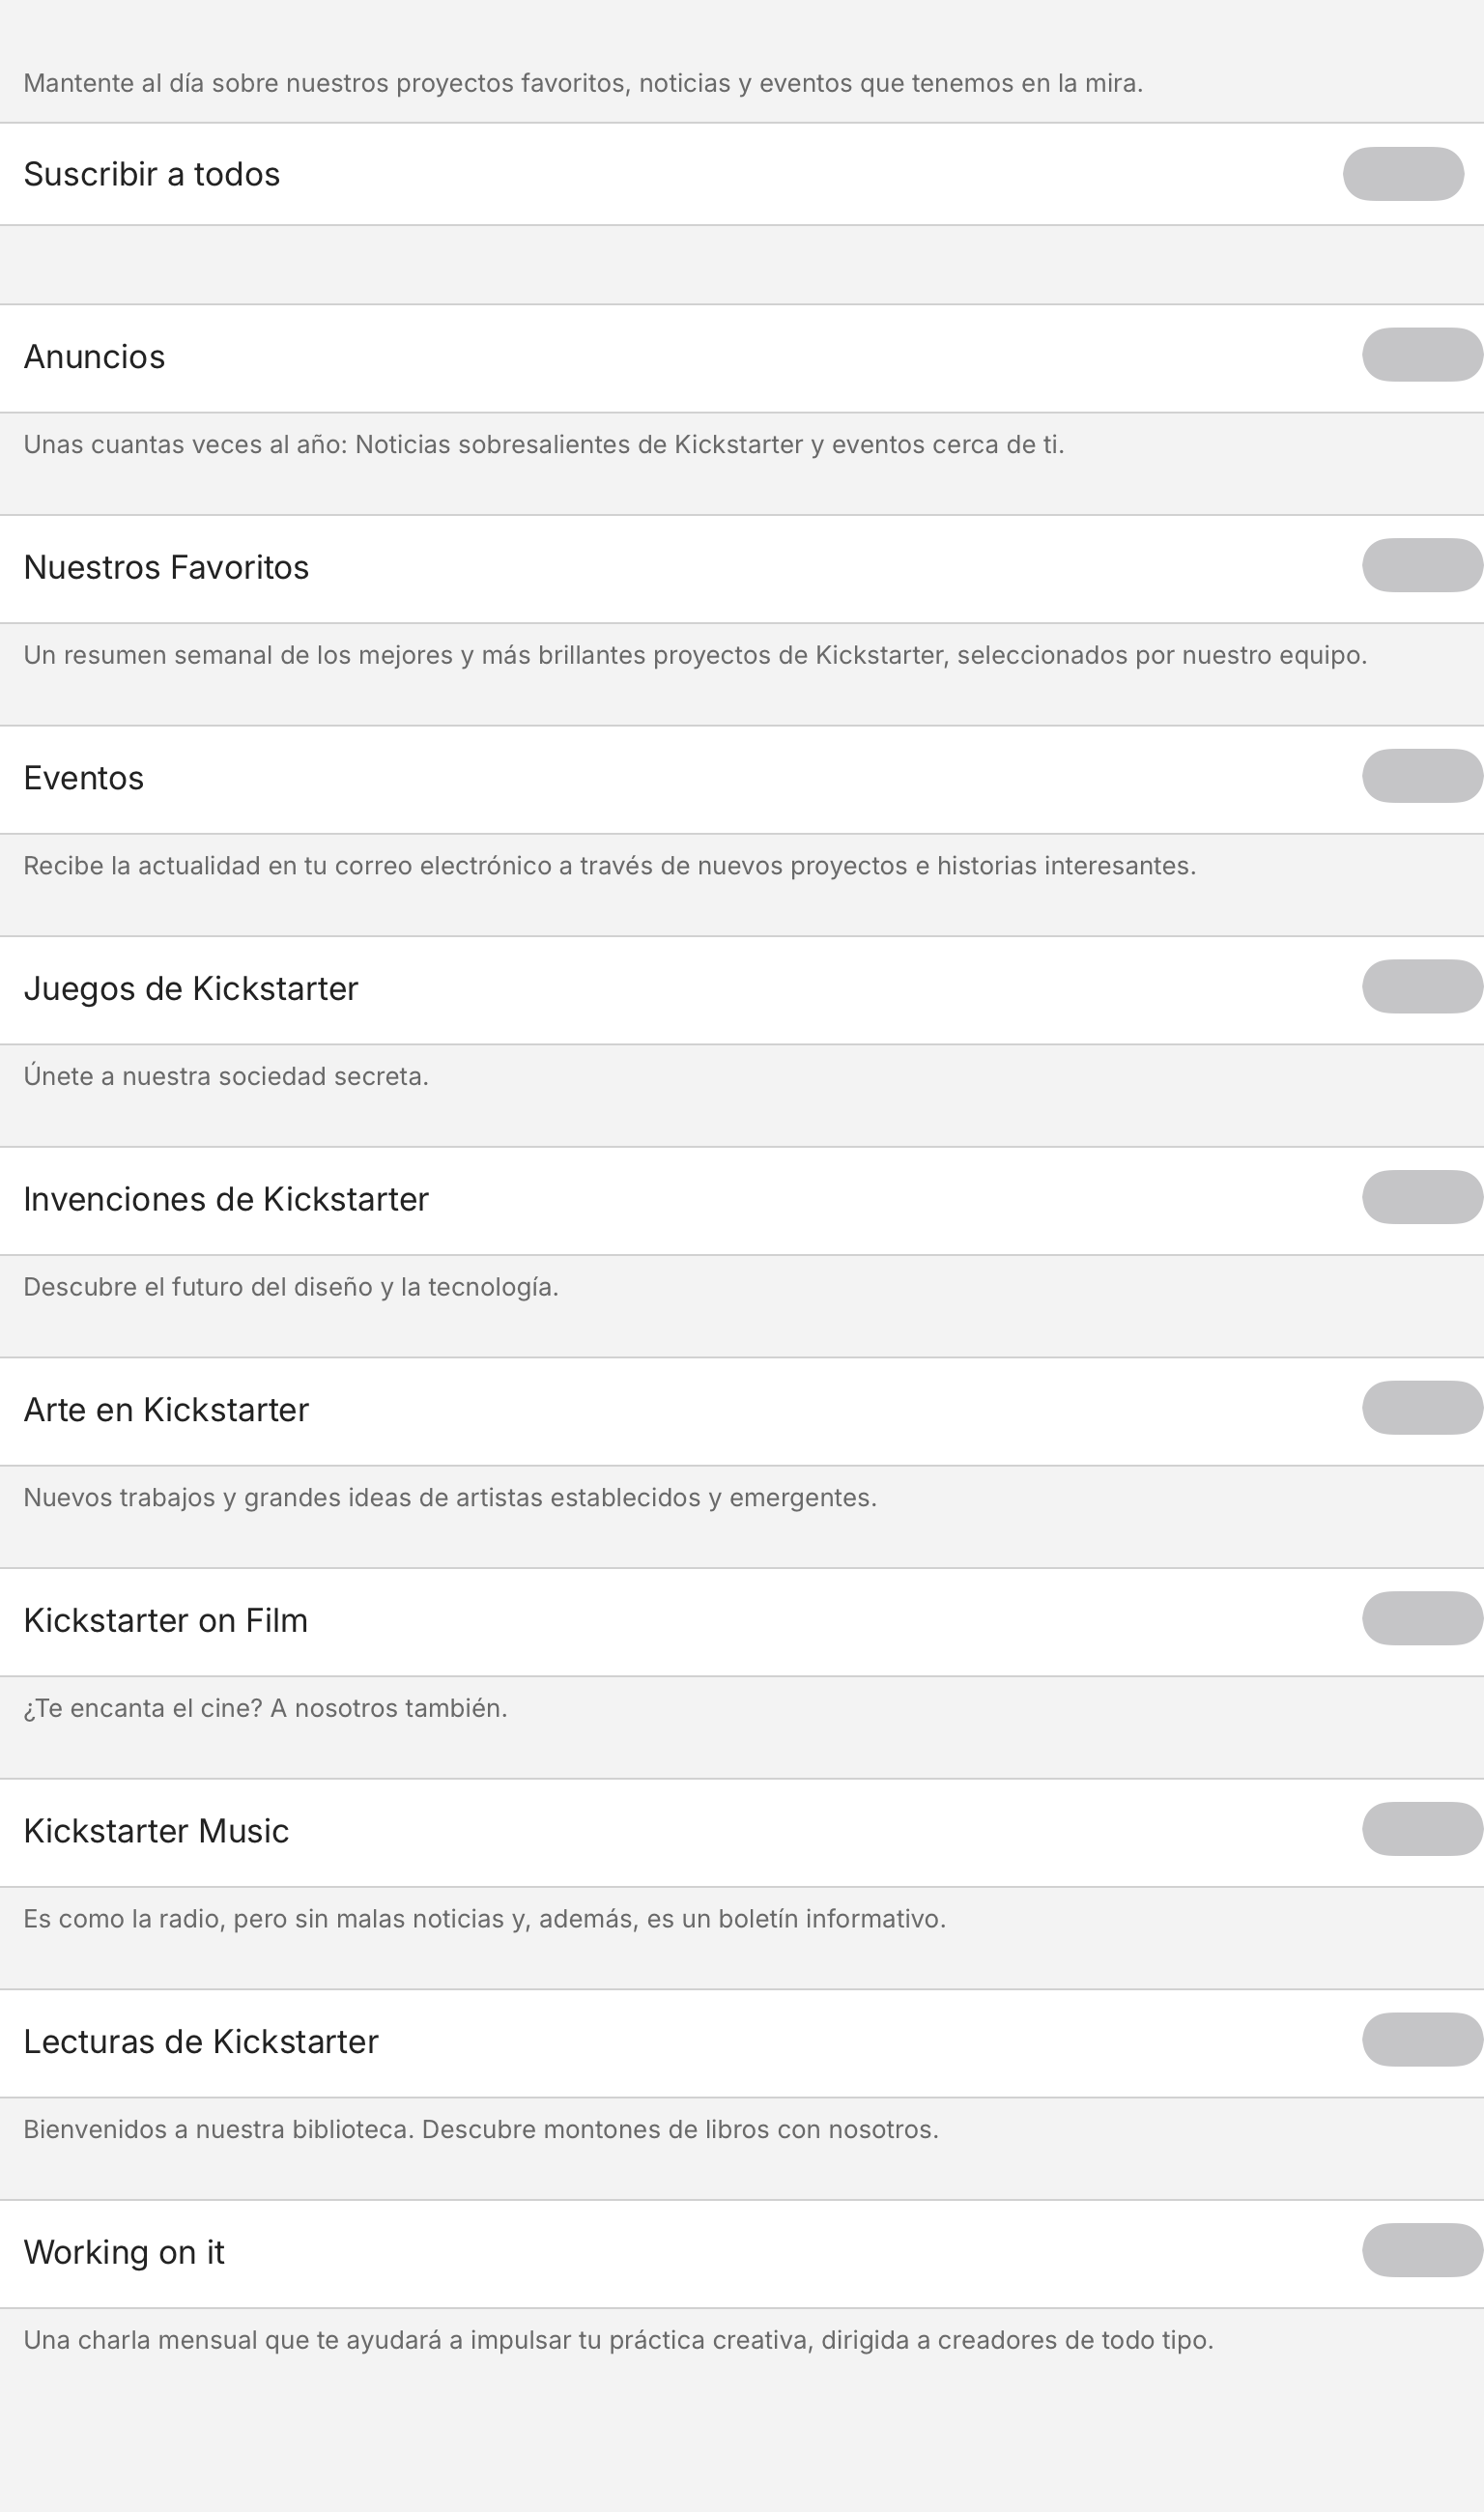 Mantente al día sobre nuestros proyectos favoritos, noticias y eventos que tenemos en la mira.
Suscribir a todos
Anuncios
Unas cuantas veces al año: Noticias sobresalientes de Kickstarter y eventos cerca de ti.
Nuestros Favoritos
Un resumen semanal de los mejores y más brillantes proyectos de Kickstarter, seleccionados por nuestro equipo.
Eventos
Recibe la actualidad en tu correo electrónico a través de nuevos proyectos e historias interesantes.
Juegos de Kickstarter
Únete a nuestra sociedad secreta.
Invenciones de Kickstarter
Descubre el futuro del diseño y la tecnología.
Arte en Kickstarter
Nuevos trabajos y grandes ideas de artistas establecidos y emergentes.
Kickstarter on Film
¿Te encanta el cine? A nosotros también.
Kickstarter Music
Es como la radio, pero sin malas noticias y, además, es un boletín informativo.
Lecturas de Kickstarter
Bienvenidos a nuestra biblioteca. Descubre montones de libros con nosotros.
Working on it
Una charla mensual que te ayudará a impulsar tu práctica creativa, dirigida a creadores de todo tipo.